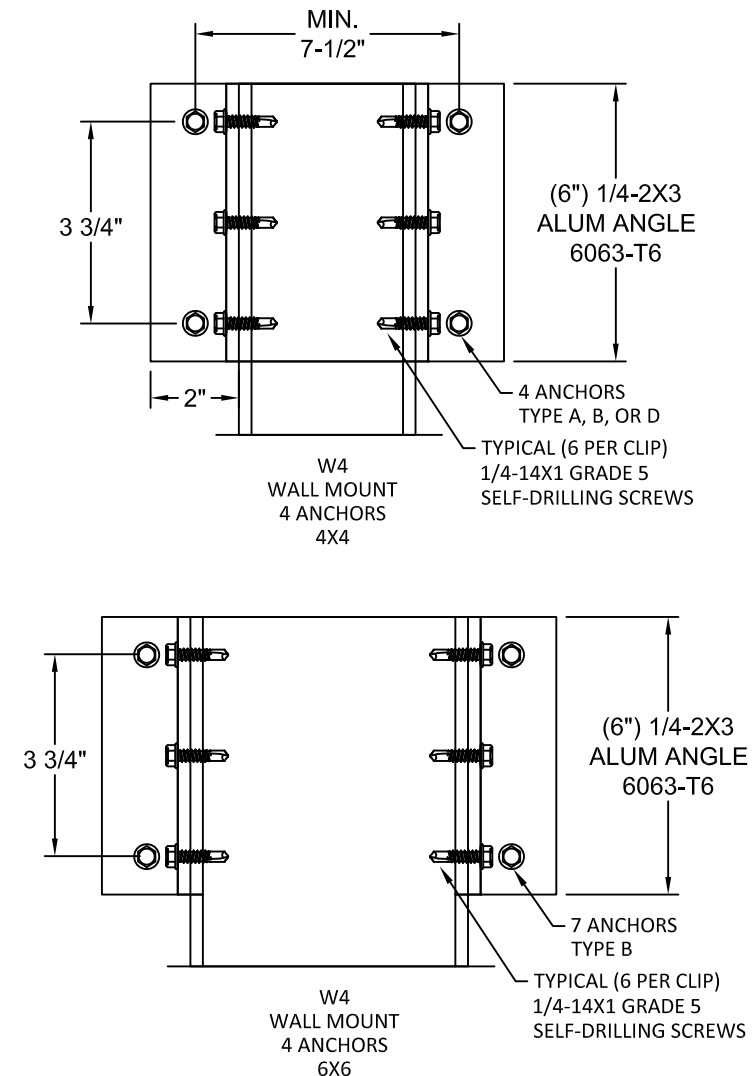 MIN.
7-1/2"
3 3/4"
(6") 1/4-2X3
ALUM ANGLE
6063-T6
2"
4 ANCHORS
TYPE A, B, OR D
TYPICAL (6 PER CLIP)
1/4-14X1 GRADE 5
SELF-DRILLING SCREWS
W4
WALL MOUNT
4 ANCHORS
4X4
3 3/4"
(6") 1/4-2X3
ALUM ANGLE
6063-T6
7 ANCHORS
TYPE B
TYPICAL (6 PER CLIP)
1/4-14X1 GRADE 5
SELF-DRILLING SCREWS
W4
WALL MOUNT
4 ANCHORS
6X6